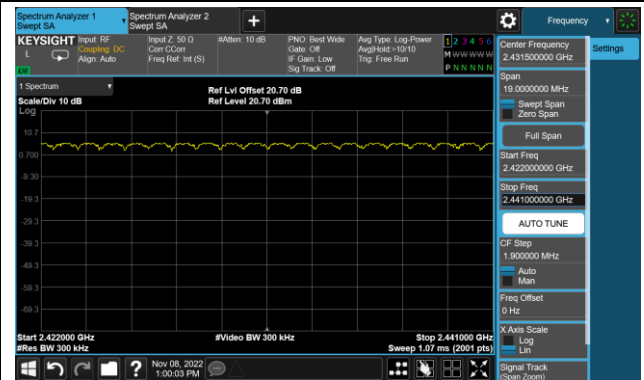 Spectrum Analyzer 1
Swept SA
Spectrum Analyzer 2
Swept SA
+
Frequency
KEYSIGHT
L
Input: RF
Coupling: DC
Align: Auto
Input Z: 50 Ω
Corr CCorr
Freq Ref: Int (S)
#Atten: 10 dB
PNO: Best Wide
Gate: Off
IF Gain: Low
Sig Track: Off
Avg Type: Log-Power
Avg|Hold:>10/10
Trig: Free Run
1 2 3 4 5 6
M W W W W W
P N N N N N
1 Spectrum
Scale/Div 10 dB
Log
Ref Lvl Offset 20.70 dB
Ref Level 20.70 dBm
10.7
0.700
-9.30
-19.3
-29.3
-39.3
-49.3
-59.3
-69.3
Start 2.422000 GHz
#Res BW 300 kHz
#Video BW 300 kHz
Stop 2.441000 GHz
Sweep 1.07 ms (2001 pts)
Nov 08, 2022
1:00:03 PM
?
Center Frequency
2.431500000 GHz
Settings
Span
19.0000000 MHz
Swept Span
Zero Span
Full Span
Start Freq
2.422000000 GHz
Stop Freq
2.441000000 GHz
AUTO TUNE
CF Step
1.900000 MHz
Auto
Man
Freq Offset
0 Hz
X Axis Scale
Log
Lin
Signal Track
(Span Zoom)